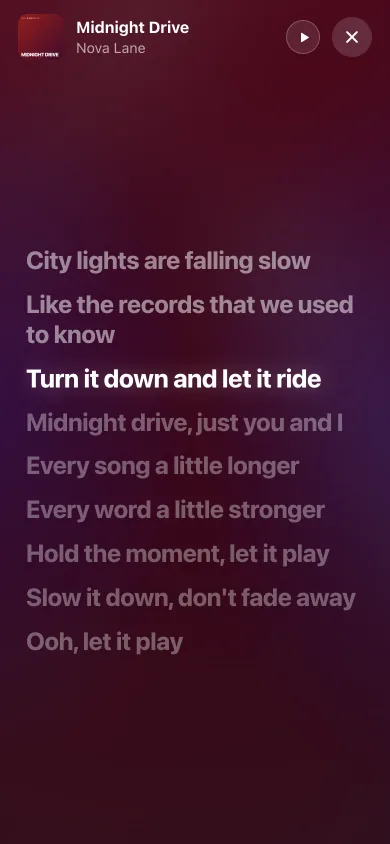 MIDNIGHT DRIVE
Midnight Drive
Nova Lane
City lights are falling slow
Like the records that we used
to know
Turn it down and let it ride
Midnight drive, just you and I
Every song a little longer
Every word a little stronger
Hold the moment, let it play
Slow it down, don't fade away
Ooh, let it play